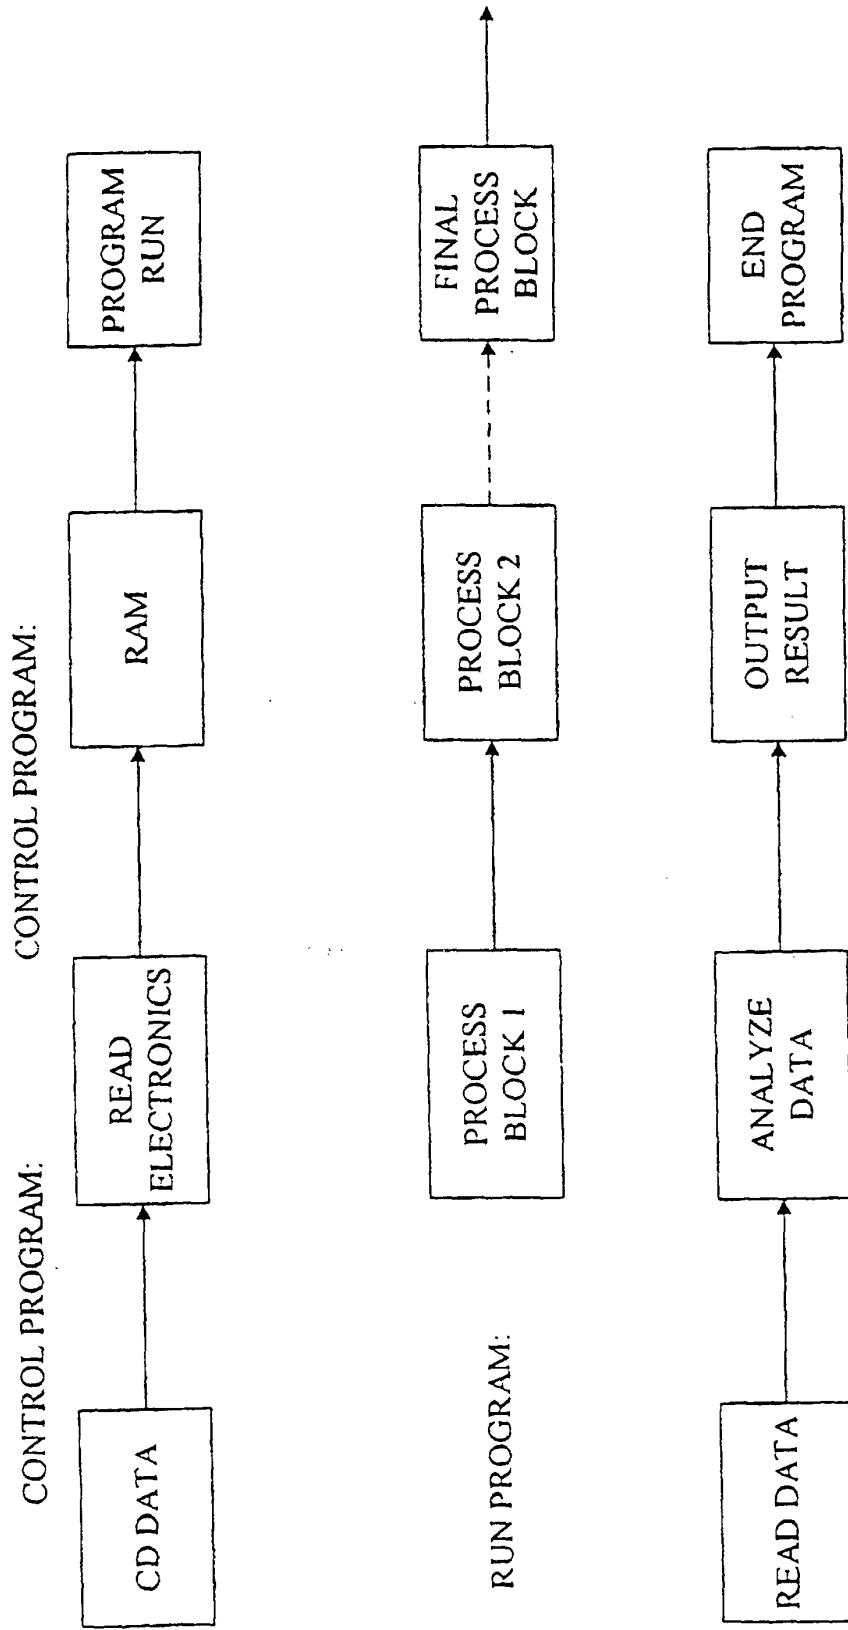 CONTROL PROGRAM:
CONTROL PROGRAM:
CD DATA
READ
ELECTRONICS
RAM
PROGRAM
RUN
RUN PROGRAM:
PROCESS
BLOCK 1
PROCESS
BLOCK 2
FINAL
PROCESS
BLOCK
READ DATA
ANALYZE
DATA
OUTPUT
RESULT
END
PROGRAM